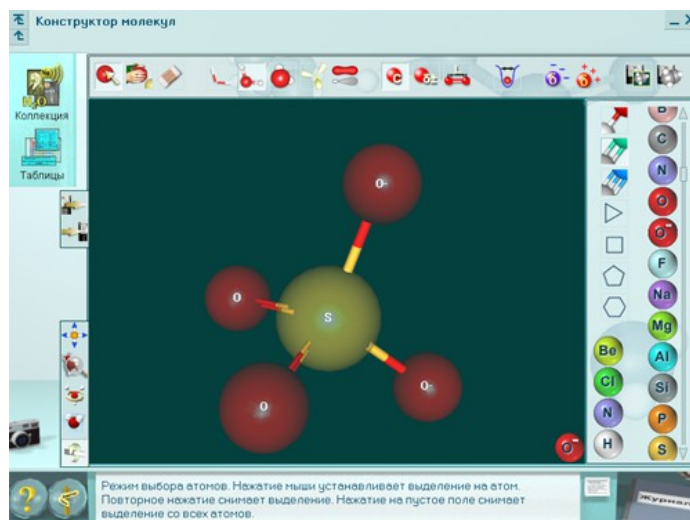 Конструктор молекул
H₂O
Коллекция
Таблицы
C
δ±
δ-
δ+
O-
O
S
O
O-
B
C
N
O
O⁻
F
Na
Mg
Be
Al
Cl
Si
N
P
H
S
O⁻
Режим выбора атомов. Нажатие мыши устанавливает выделение на атом.
Повторное нажатие снимает выделение. Нажатие на пустое поле снимает
выделение со всех атомов.
?
Журнал